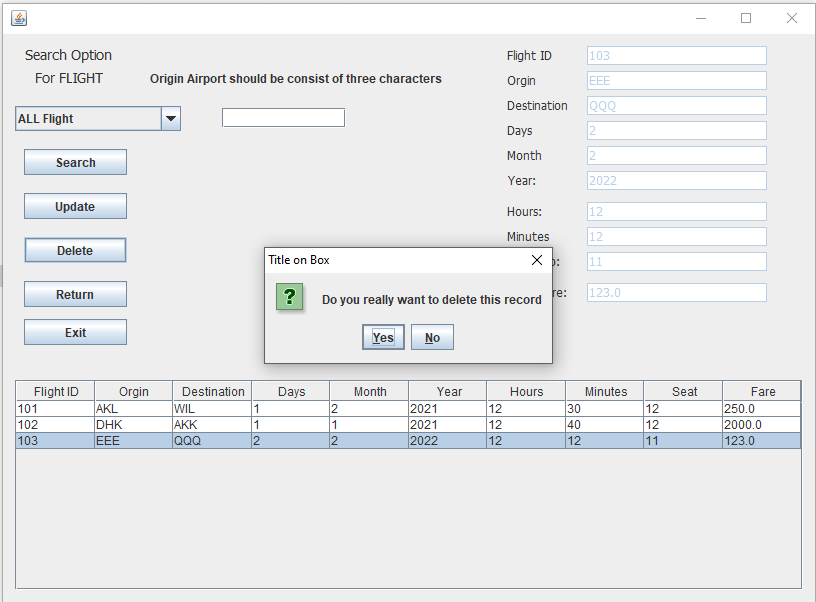 Search Option
For FLIGHT
Origin Airport should be consist of three characters
ALL Flight
Search
Update
Delete
Return
Exit
Flight ID 103
Orgin EEE
Destination QQQ
Days 2
Month 2
Year: 2022
Hours: 12
Minutes 12
o: 11
re: 123.0
Title on Box
?
Do you really want to delete this record
Yes No
Flight ID Orgin Destination Days Month Year Hours Minutes Seat Fare
101 AKL WIL 1 2 2021 12 30 12 250.0
102 DHK AKK 1 1 2021 12 40 12 2000.0
103 EEE QQQ 2 2 2022 12 12 11 123.0